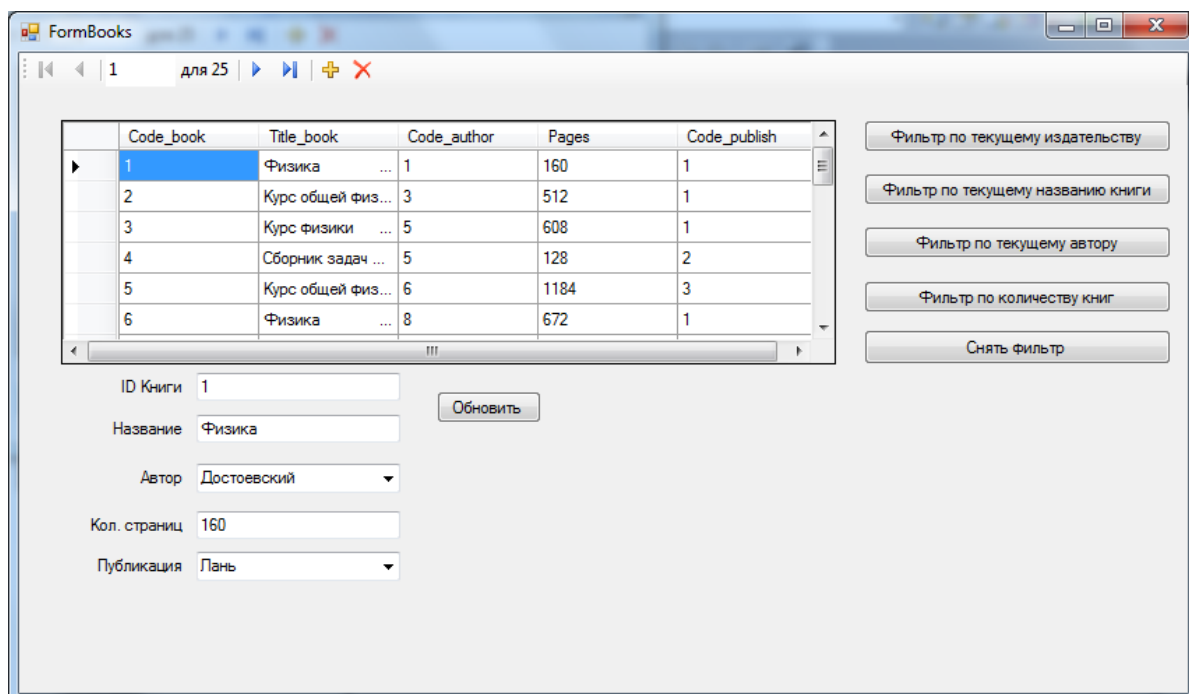 FormBooks
1 для 25
Code_book Title_book Code_author Pages Code_publish
1 Физика ... 1 160 1
2 Курс общей физ... 3 512 1
3 Курс физики ... 5 608 1
4 Сборник задач ... 5 128 2
5 Курс общей физ... 6 1184 3
6 Физика ... 8 672 1
Фильтр по текущему издательству
Фильтр по текущему названию книги
Фильтр по текущему автору
Фильтр по количеству книг
Снять фильтр
ID Книги 1
Обновить
Название Физика
Автор Достоевский
Кол. страниц 160
Публикация Лань